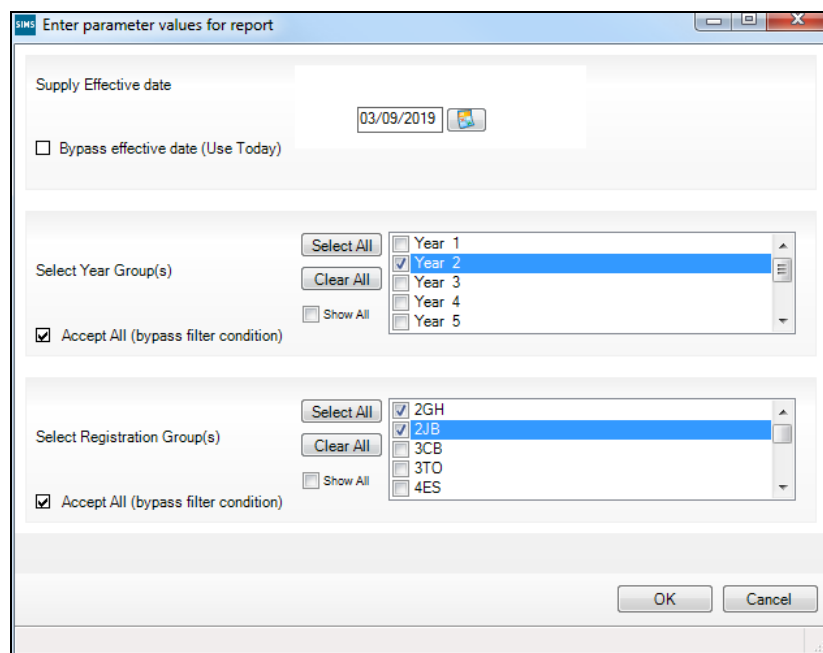 SIMS Enter parameter values for report
Supply Effective date
03/09/2019
Bypass effective date (Use Today)
Select Year Group(s)
Select All
Clear All
Show All
Year 1
Year 2
Year 3
Year 4
Year 5
Accept All (bypass filter condition)
Select Registration Group(s)
Select All
Clear All
Show All
2GH
2JB
3CB
3TO
4ES
Accept All (bypass filter condition)
OK Cancel